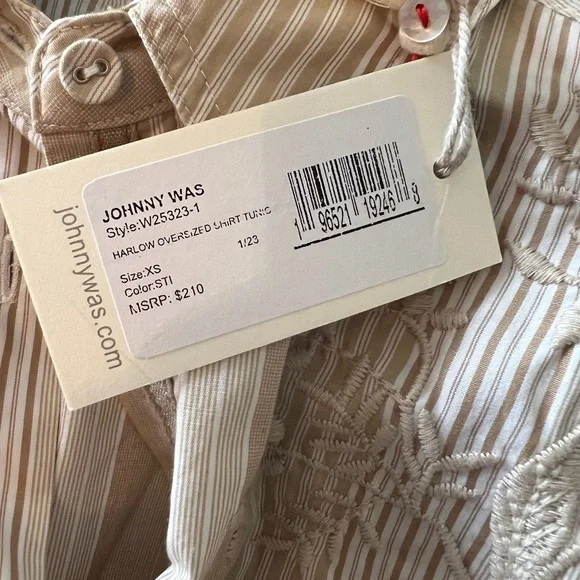 JOHNNY WAS
Style:W25323-1
HARLOW OVERSIZED SHIRT TUNIC
1/23
Size:XS
Color:STI
MSRP: $210
1 96521 19246 3
johnnywas.com